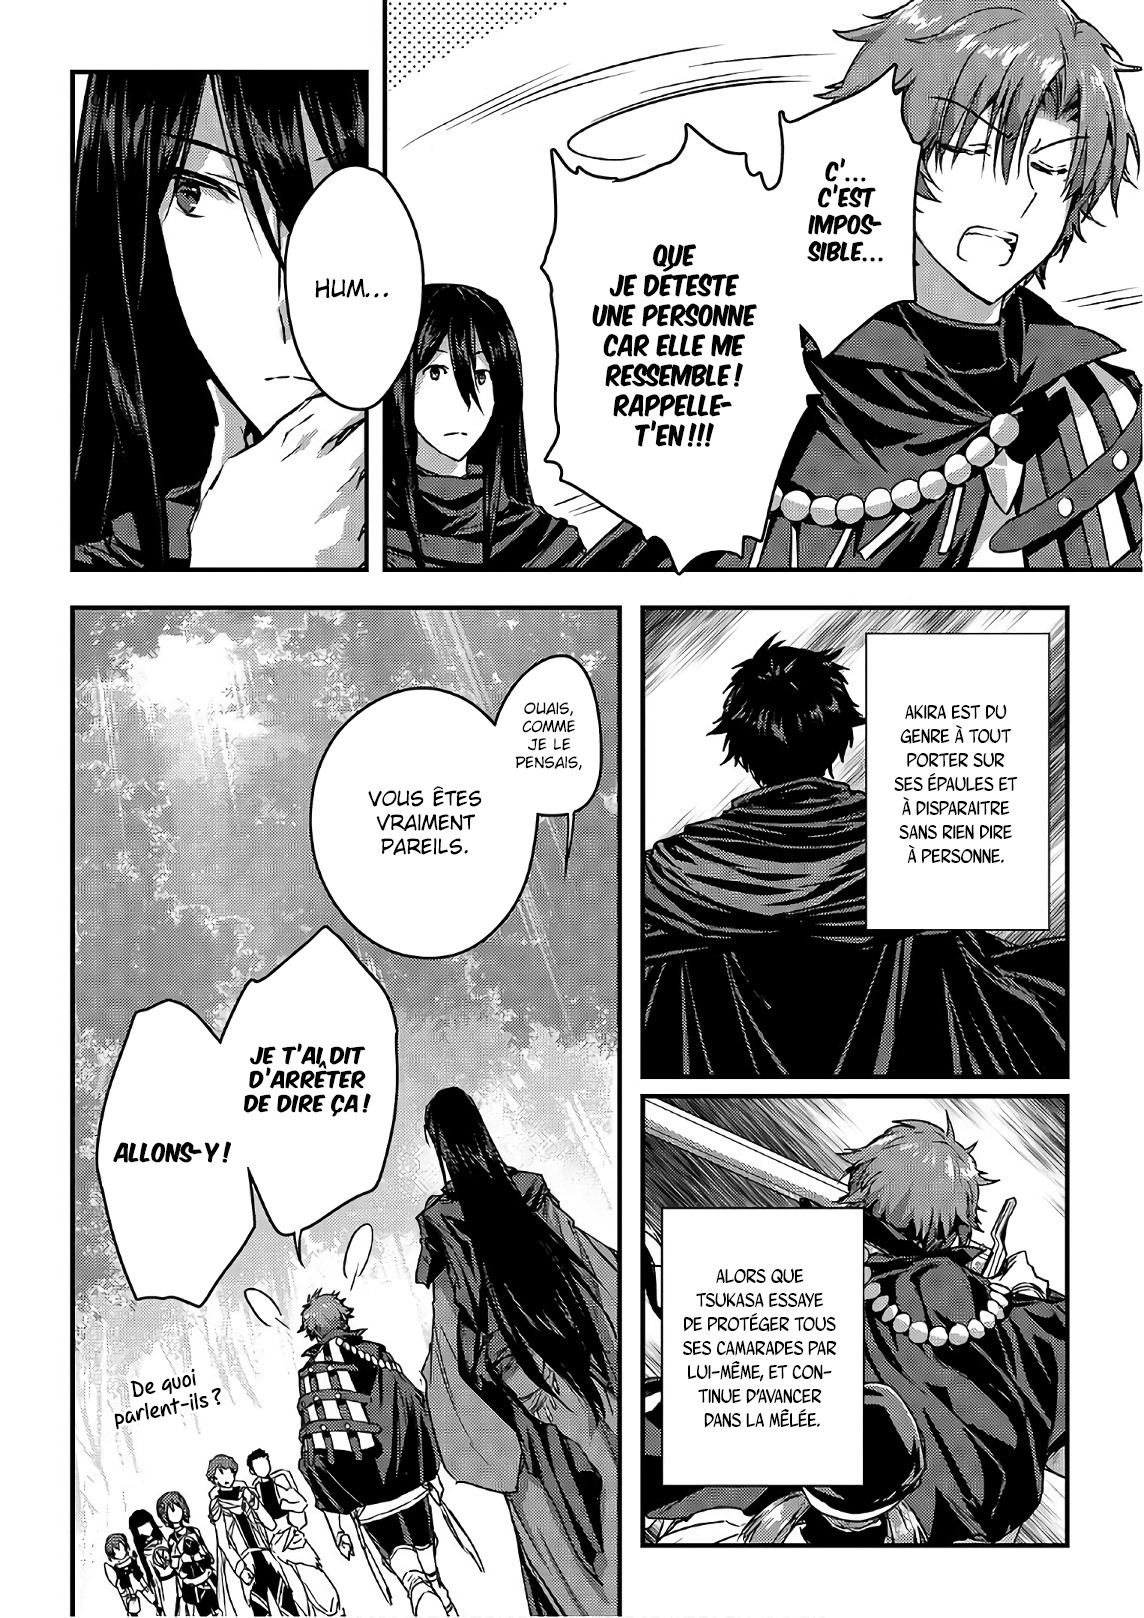 C'...
C'EST
IMPOS-
SIBLE...
QUE
JE DÉTESTE
UNE PERSONNE
CAR ELLE ME
RESSEMBLE !
RAPPELLE-
T'EN !!!
HUM...
AKIRA EST DU
GENRE À TOUT
PORTER SUR
SES ÉPAULES ET
À DISPARAITRE
SANS RIEN DIRE
À PERSONNE.
ALORS QUE
TSUKASA ESSAYE
DE PROTÉGER TOUS
SES CAMARADES PAR
LUI-MÊME, ET CON-
TINUE D'AVANCER
DANS LA MÊLÉE.
OUAIS,
COMME
JE LE
PENSAIS,
VOUS ÊTES
VRAIMENT
PAREILS.
JE T'AI DIT
D'ARRÊTER
DE DIRE ÇA !
ALLONS-Y !
De quoi
parlent-ils ?